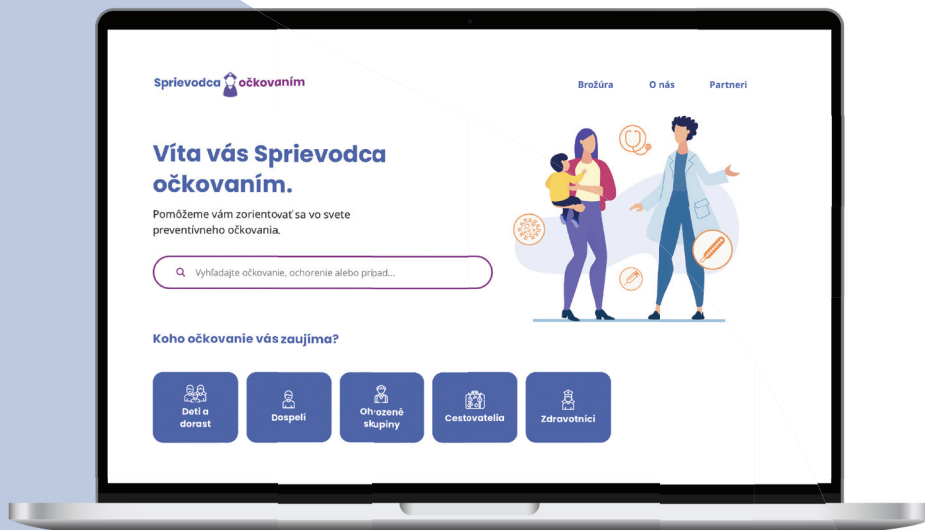 Sprievodca očkovaním
Brožúra O nás Partneri
Víta vás Sprievodca
očkovaním.
Pomôžeme vám zorientovať sa vo svete
preventívneho očkovania.
Vyhľadajte očkovanie, ochorenie alebo prípad...
Koho očkovanie vás zaujíma?
Deti a
dorast
Dospelí
Ohrozené
skupiny
Cestovatelia
Zdravotníci